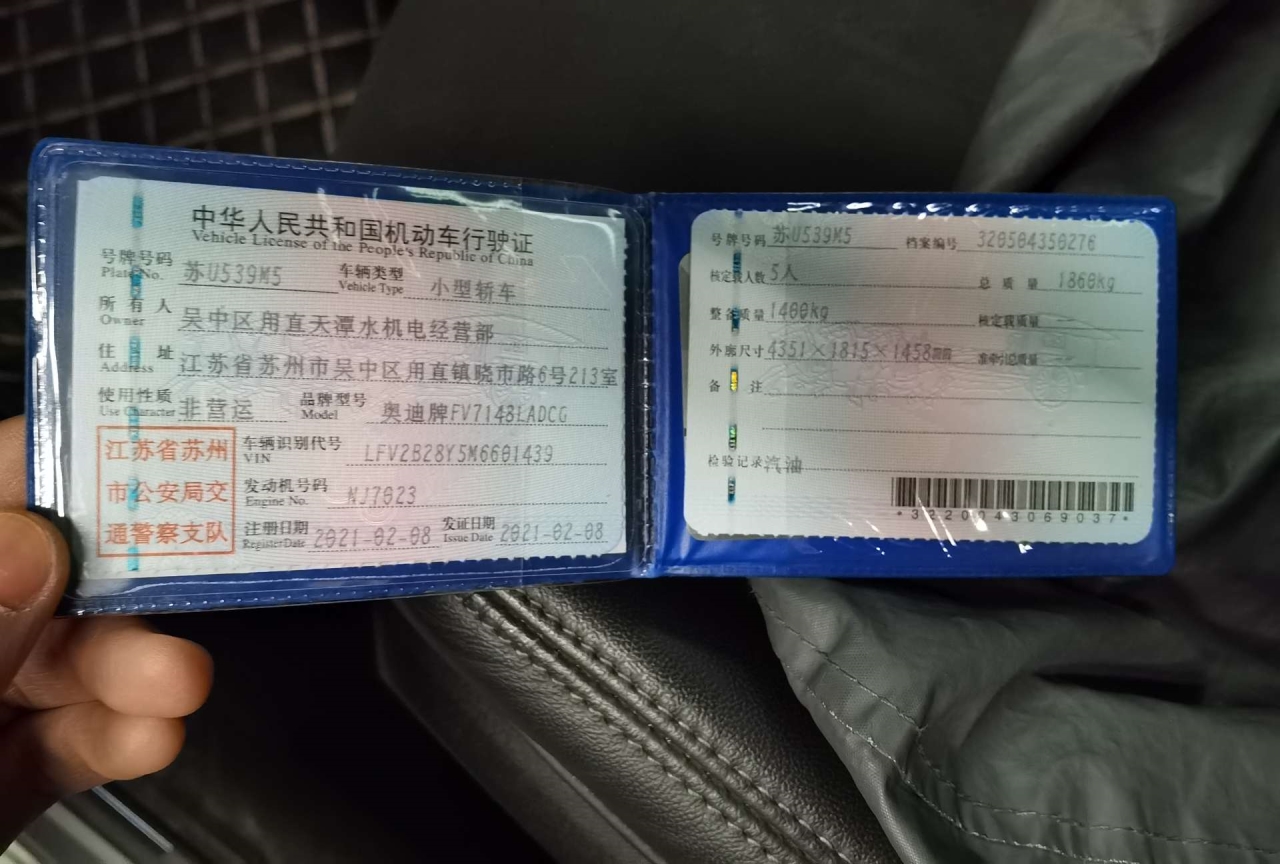 中华人民共和国机动车行驶证
Vehicle License of the People's Republic of China
号牌号码 苏U539M5 车辆类型 小型轿车
Plate No. Vehicle Type
所有人 吴中区甪直天潭水机电经营部
Owner
住址 江苏省苏州市吴中区甪直镇晓市路6号213室
Address
使用性质 非营运 品牌型号 奥迪牌FV7148LADCG
Use Character Model
江苏省苏州
市公安局交
通警察支队
车辆识别代号 LFV2B28Y5M6601439
VIN
发动机号码 NJ7023
Engine No.
注册日期 2021-02-08 发证日期 2021-02-08
Register Date Issue Date
号牌号码 苏U539M5 档案编号 320504350276
核定载人数 5人 总质量 1860kg
整备质量 1400kg 核定载质量
外廓尺寸 4351×1815×1458mm 准牵引总质量
备注
检验记录 汽油
*3220043069037*